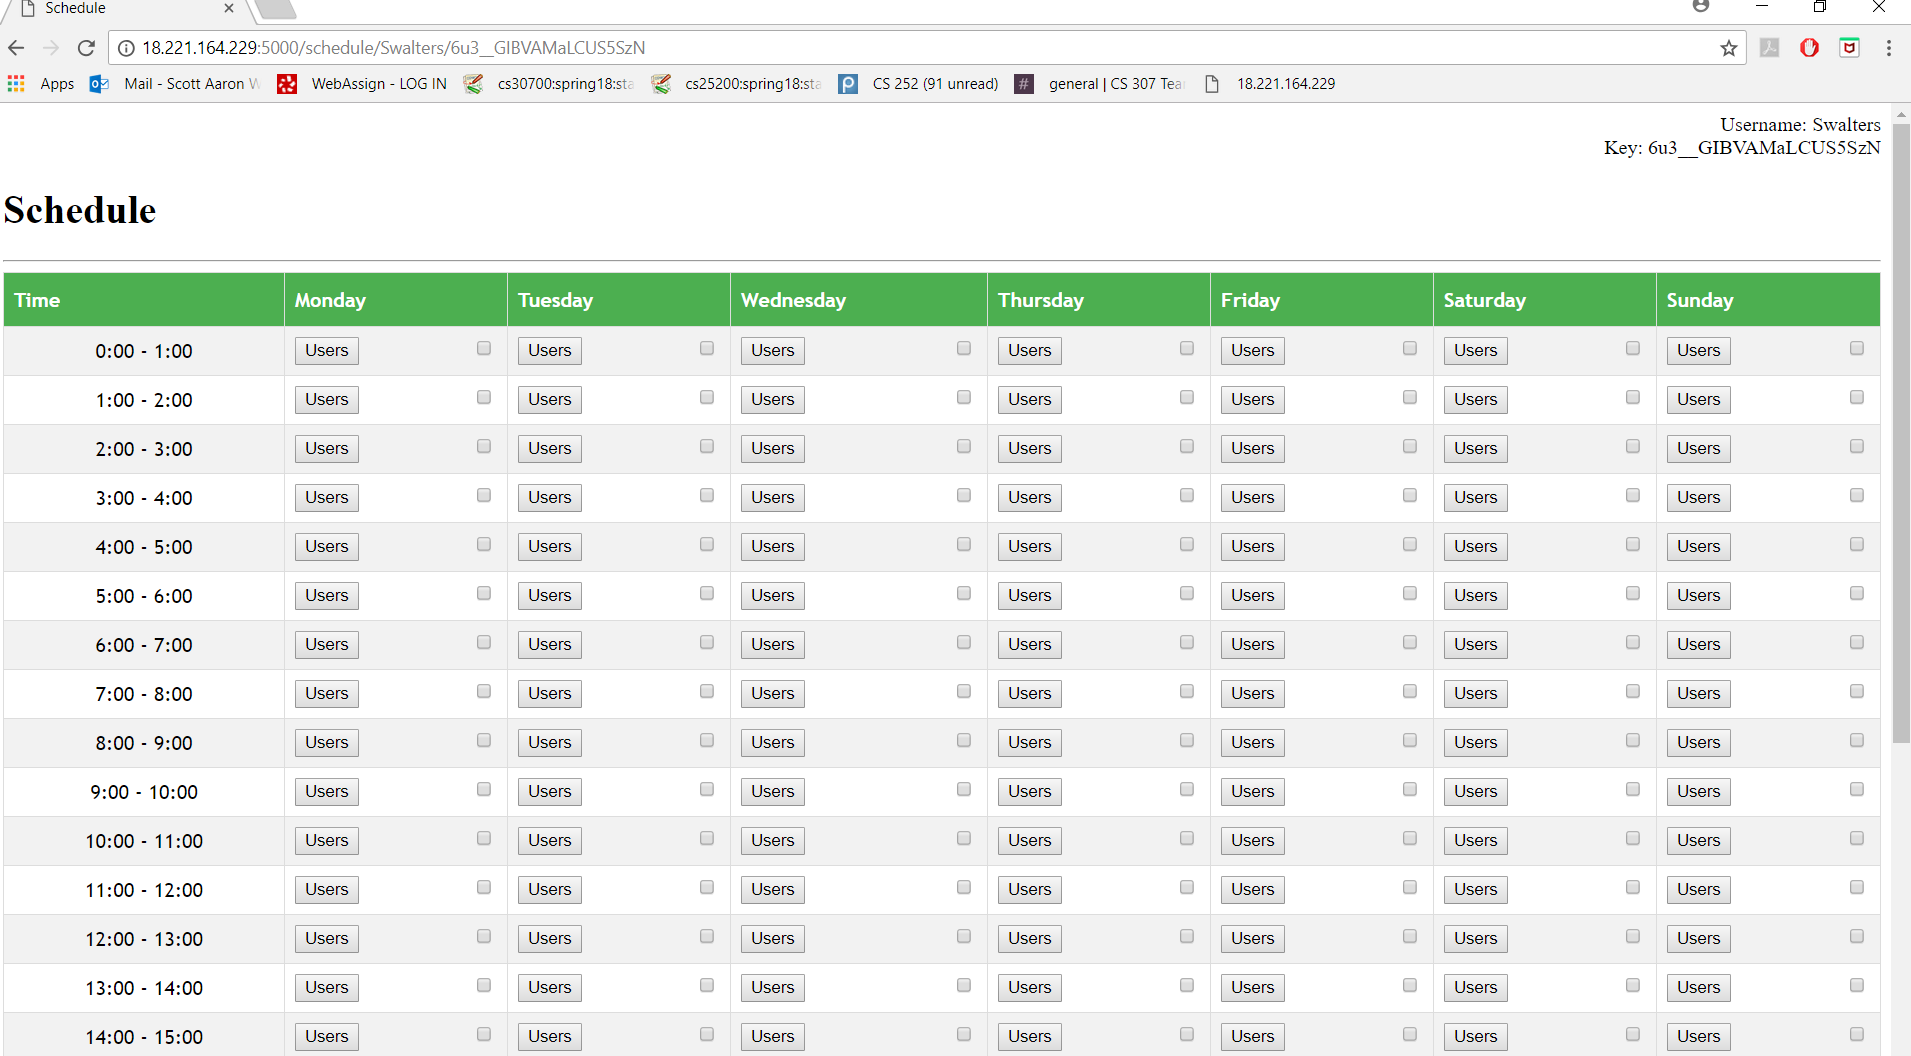 Schedule
18.221.164.229:5000/schedule/Swalters/6u3__GIBVAMaLCUS5SzN
Apps Mail - Scott Aaron W WebAssign - LOG IN cs30700:spring18:sta cs25200:spring18:sta CS 252 (91 unread) # general | CS 307 Tea 18.221.164.229
Username: Swalters
Key: 6u3__GIBVAMaLCUS5SzN
Schedule
Time Monday Tuesday Wednesday Thursday Friday Saturday Sunday
0:00 - 1:00 Users Users Users Users Users Users Users
1:00 - 2:00 Users Users Users Users Users Users Users
2:00 - 3:00 Users Users Users Users Users Users Users
3:00 - 4:00 Users Users Users Users Users Users Users
4:00 - 5:00 Users Users Users Users Users Users Users
5:00 - 6:00 Users Users Users Users Users Users Users
6:00 - 7:00 Users Users Users Users Users Users Users
7:00 - 8:00 Users Users Users Users Users Users Users
8:00 - 9:00 Users Users Users Users Users Users Users
9:00 - 10:00 Users Users Users Users Users Users Users
10:00 - 11:00 Users Users Users Users Users Users Users
11:00 - 12:00 Users Users Users Users Users Users Users
12:00 - 13:00 Users Users Users Users Users Users Users
13:00 - 14:00 Users Users Users Users Users Users Users
14:00 - 15:00 Users Users Users Users Users Users Users